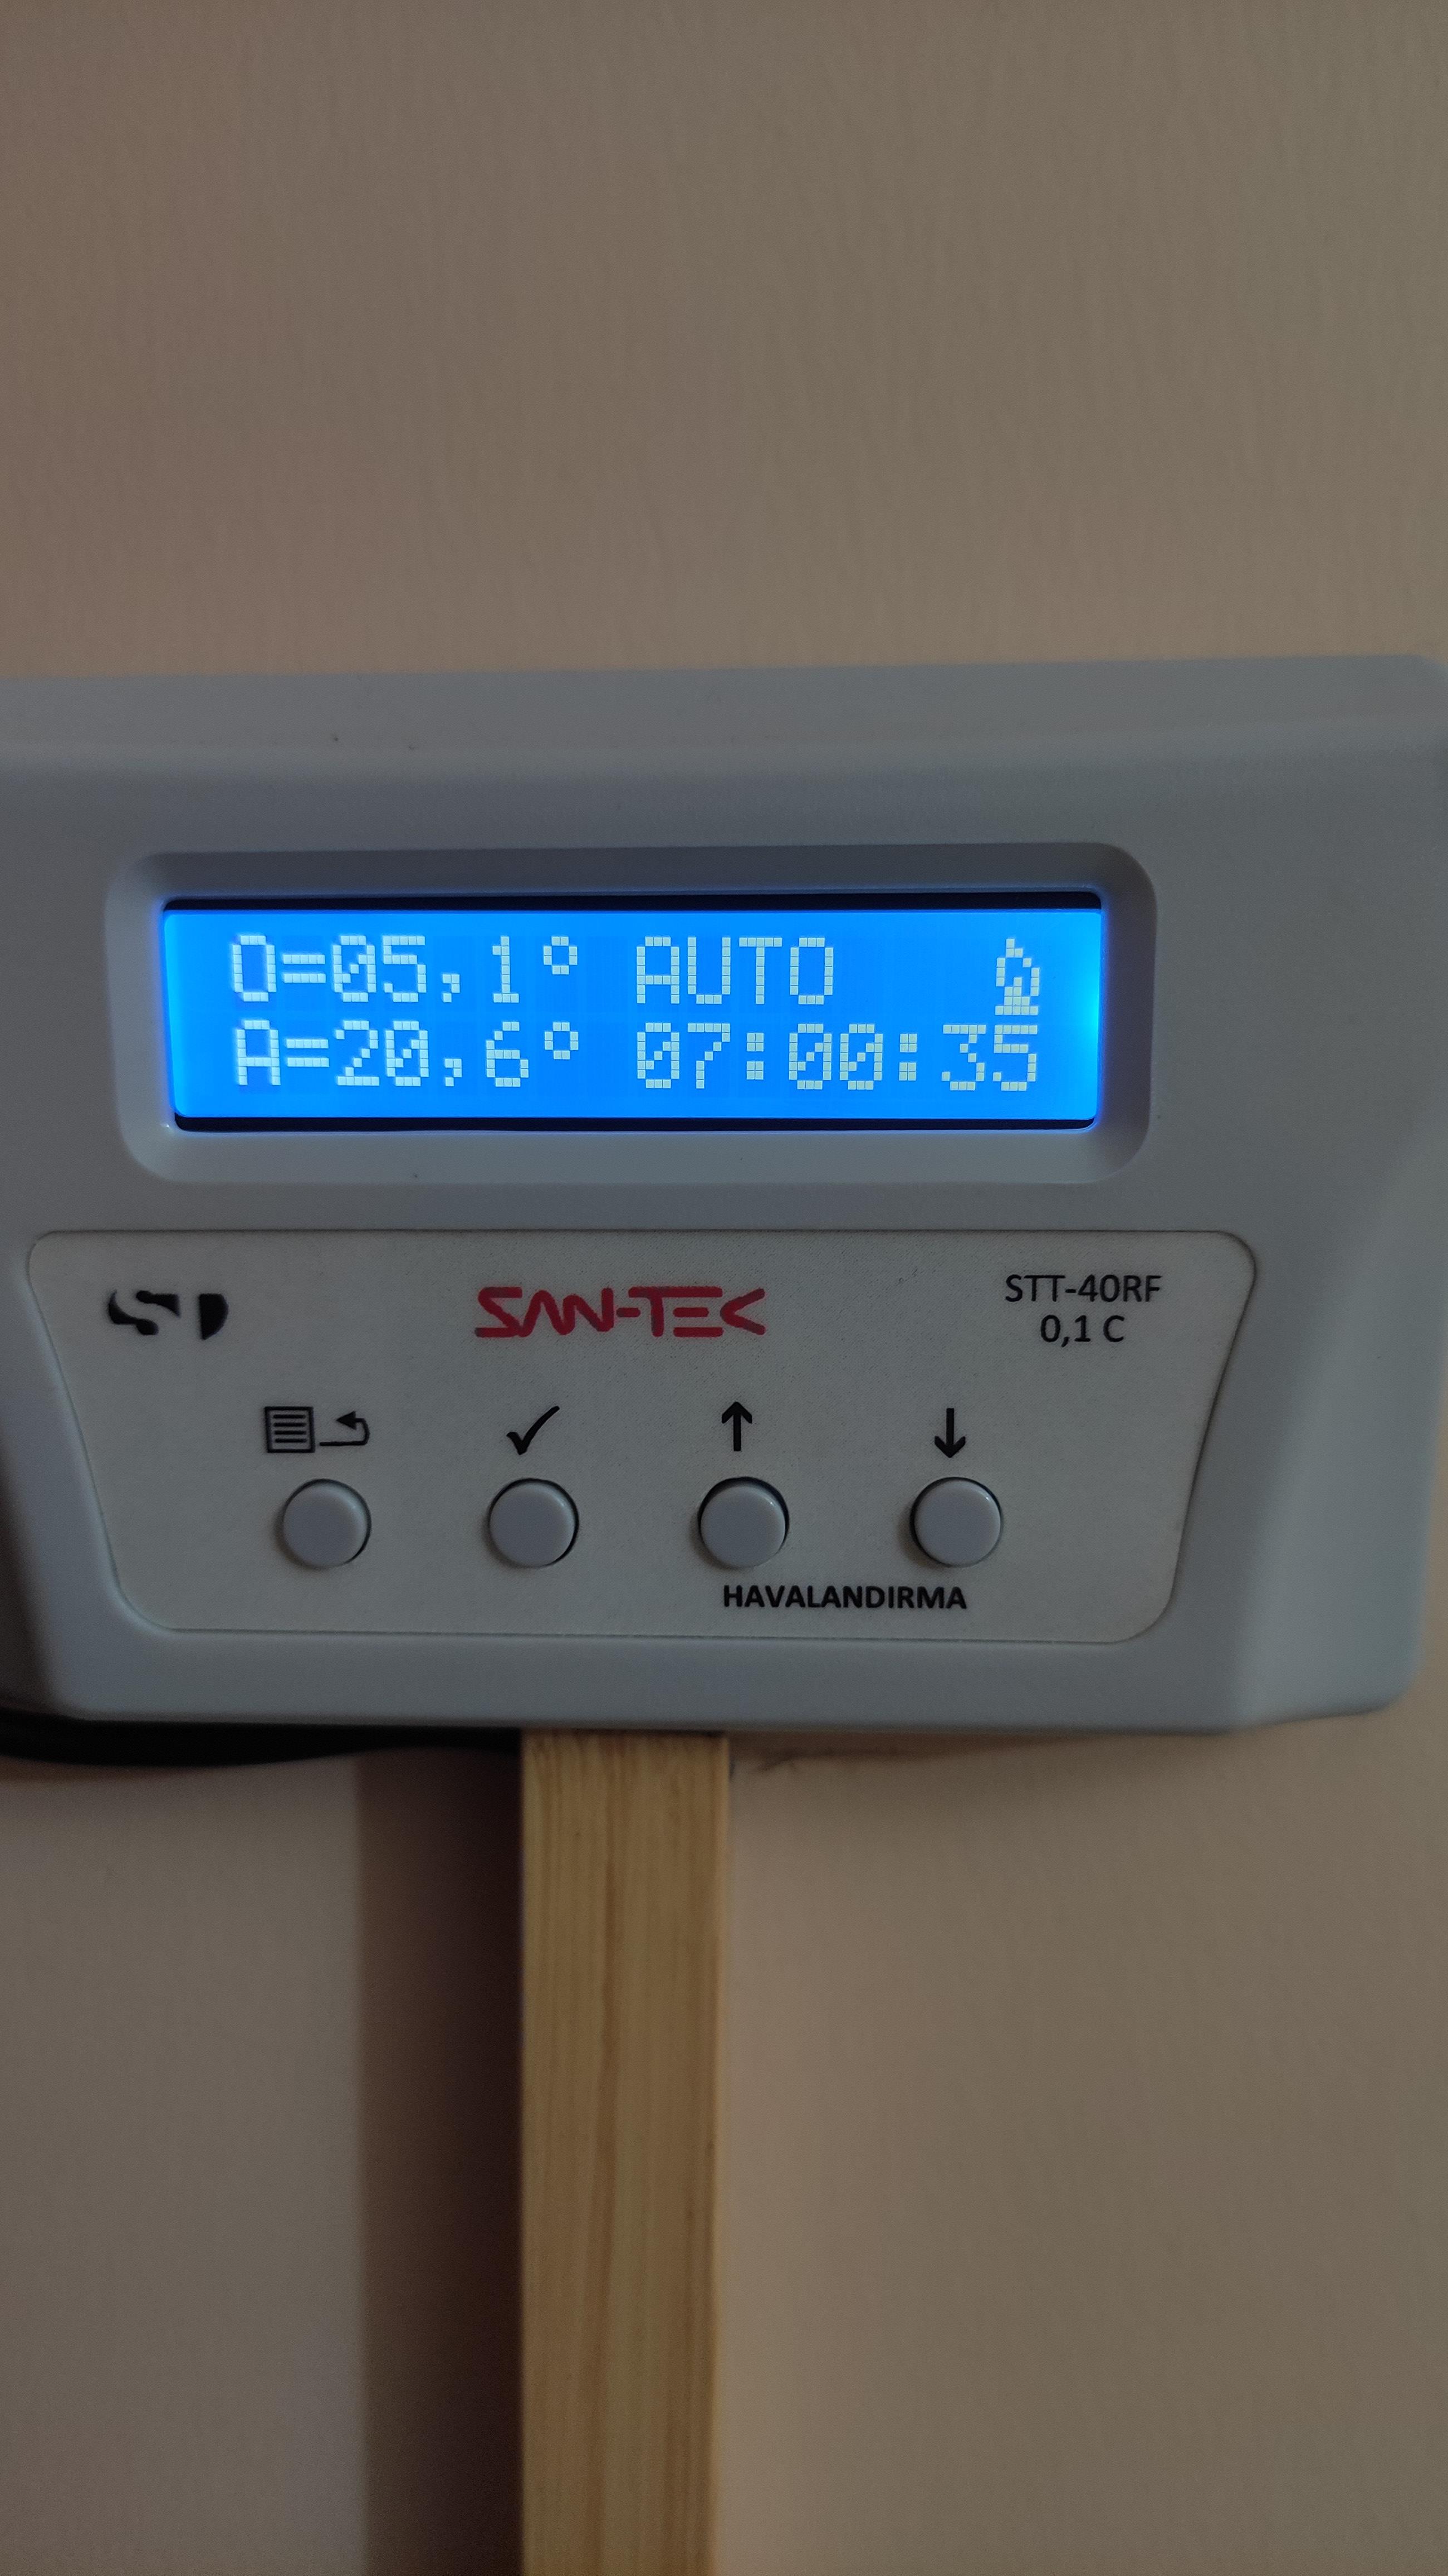 O=05,1° AUTO
A=20,6° 07:00:35
SAN-TEK
STT-40RF
0,1 C
HAVALANDIRMA